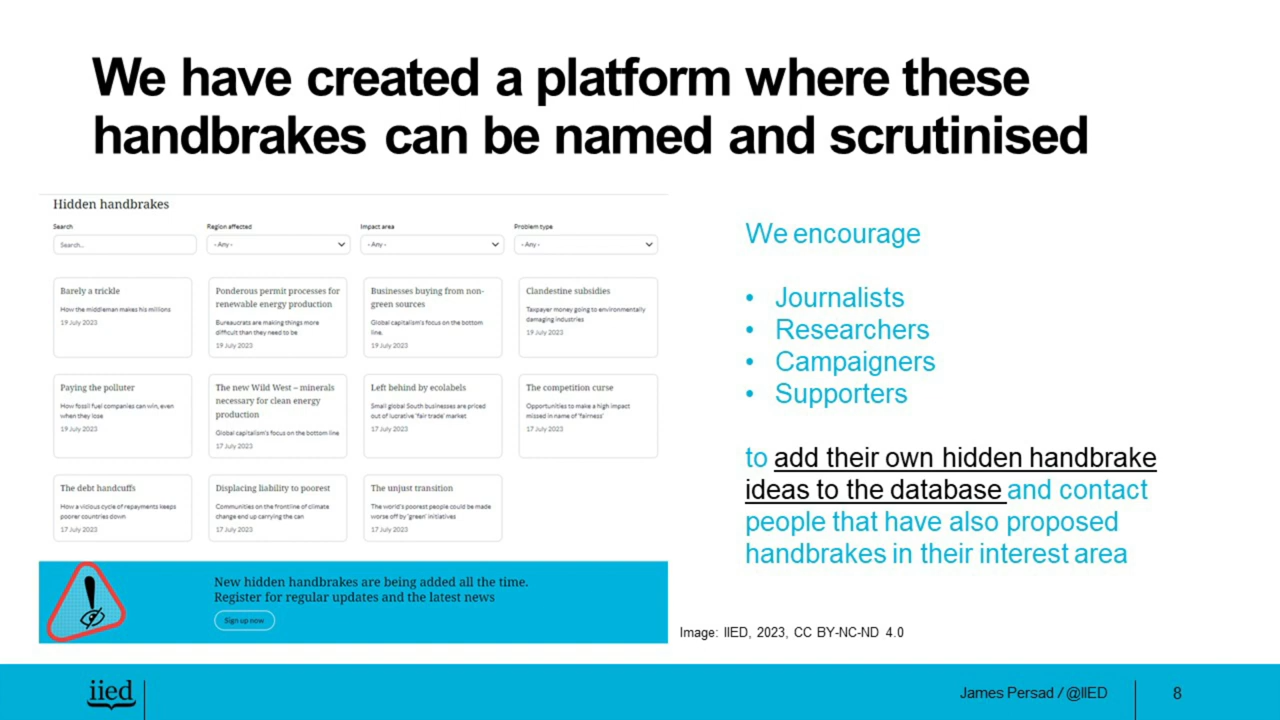 We have created a platform where these
handbrakes can be named and scrutinised
Hidden handbrakes
Search
Region affected
Impact area
Problem type
Search...
- Any -
- Any -
- Any -
Barely a trickle
How the middleman makes his millions
19 July 2023
Ponderous permit processes for
renewable energy production
Bureaucrats are making things more
difficult than they need to be
19 July 2023
Businesses buying from non-
green sources
Global capitalism's focus on the bottom
line.
19 July 2023
Clandestine subsidies
Taxpayer money going to environmentally
damaging industries
19 July 2023
Paying the polluter
How fossil fuel companies can win, even
when they lose
19 July 2023
The new Wild West – minerals
necessary for clean energy
production
Global capitalism's focus on the bottom line
17 July 2023
Left behind by ecolabels
Small global South businesses are priced
out of lucrative 'fair trade' market
17 July 2023
The competition curse
Opportunities to make a high impact
missed in name of 'fairness'
17 July 2023
The debt handcuffs
How a vicious cycle of repayments keeps
poorer countries down
17 July 2023
Displacing liability to poorest
Communities on the frontline of climate
change end up carrying the can
17 July 2023
The unjust transition
The world's poorest people could be made
worse off by 'green' initiatives
17 July 2023
New hidden handbrakes are being added all the time.
Register for regular updates and the latest news
Sign up now
We encourage
• Journalists
• Researchers
• Campaigners
• Supporters
to add their own hidden handbrake
ideas to the database and contact
people that have also proposed
handbrakes in their interest area
Image: IIED, 2023, CC BY-NC-ND 4.0
iied
James Persad / @IIED
8